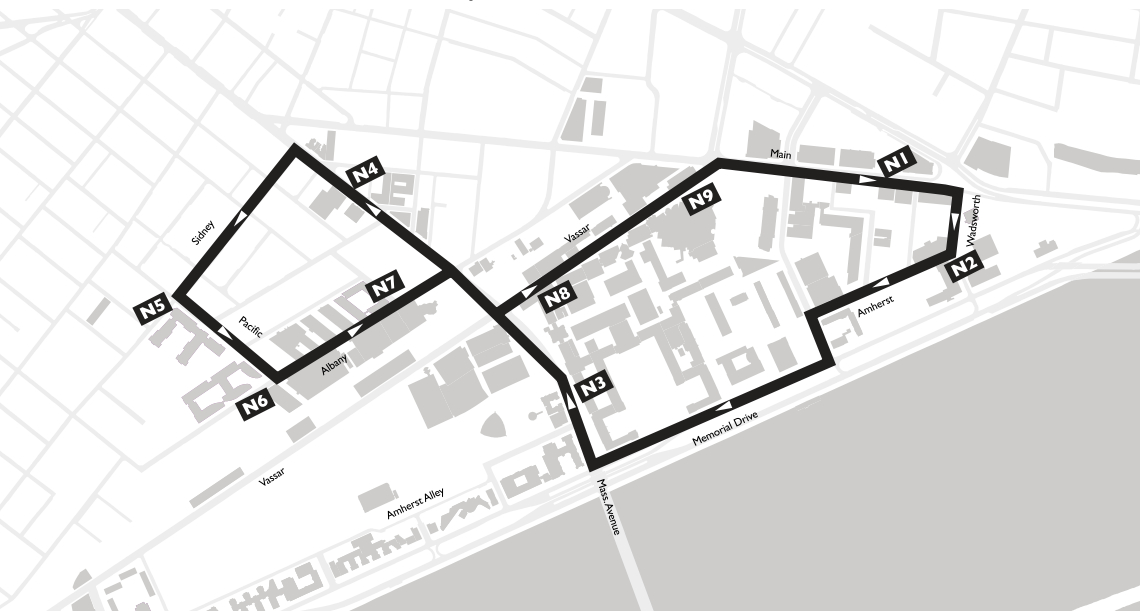 Main
N1
N4
N9
Wadsworth
Sidney
Vassar
N2
N7
N8
N5
Amherst
Pacific
Albany
N3
N6
Memorial Drive
Vassar
Amherst Alley
Mass. Avenue